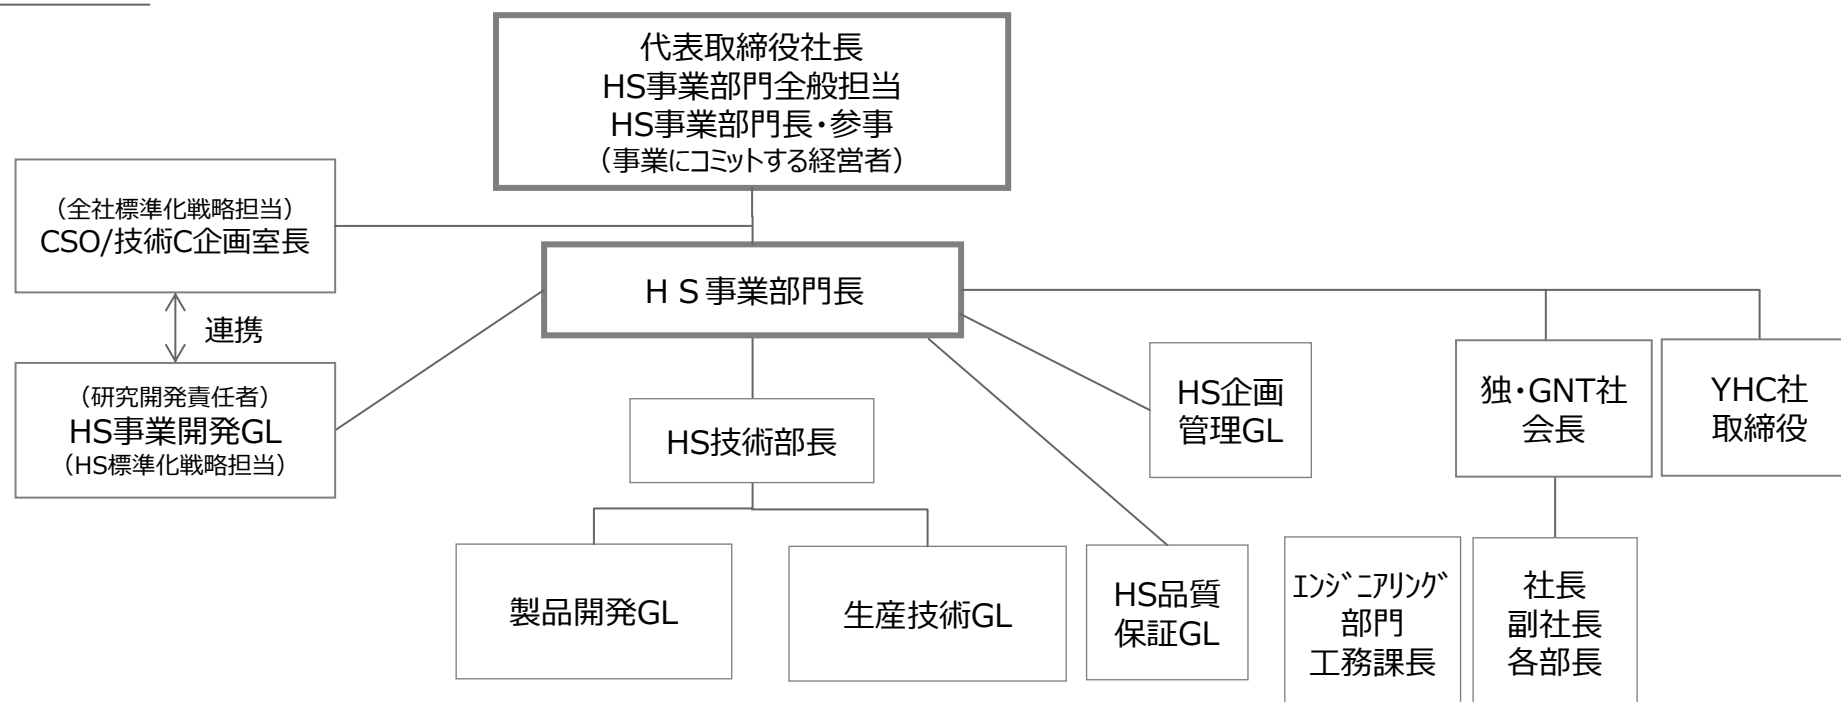 代表取締役社長
HS事業部門全般担当
HS事業部門長・参事
（事業にコミットする経営者）
（全社標準化戦略担当）
CSO/技術C企画室長
連携
（研究開発責任者）
HS事業開発GL
（HS標準化戦略担当）
ＨＳ事業部門長
HS技術部長
HS企画
管理GL
独・GNT社
会長
YHC社
取締役
製品開発GL
生産技術GL
HS品質
保証GL
ｴﾝｼﾞﾆｱﾘﾝｸﾞ
部門
工務課長
社長
副社長
各部長